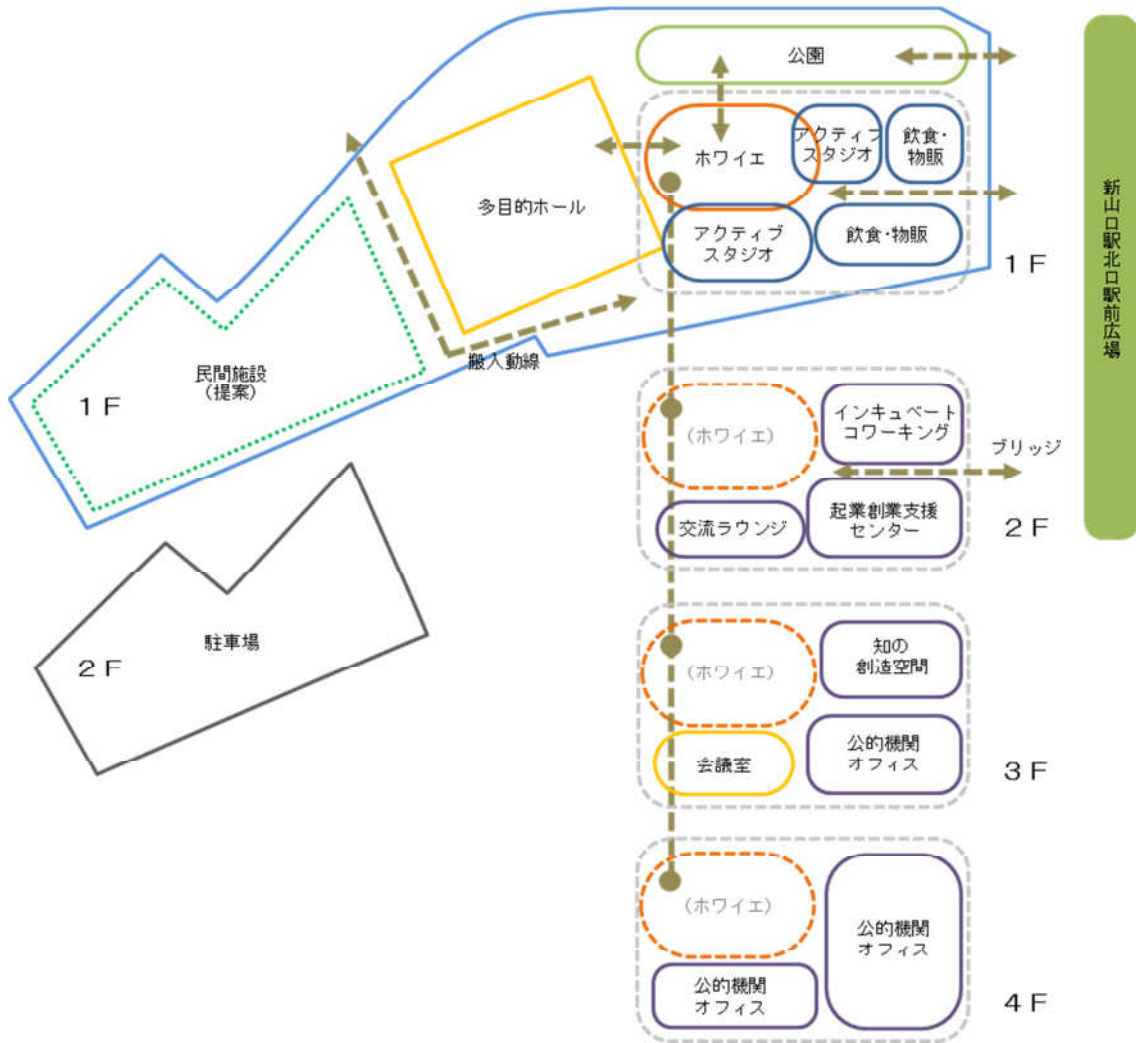 公園
ホワイエ
アクティブ
スタジオ
飲食・
物販
多目的ホール
アクティブ
スタジオ
飲食・物販
1F
新山口駅北口駅前広場
搬入動線
民間施設
(提案)
1F
(ホワイエ)
インキュベート
コワーキング
ブリッジ
交流ラウンジ
起業創業支援
センター
2F
駐車場
2F
(ホワイエ)
知の
創造空間
会議室
公的機関
オフィス
3F
(ホワイエ)
公的機関
オフィス
公的機関
オフィス
4F